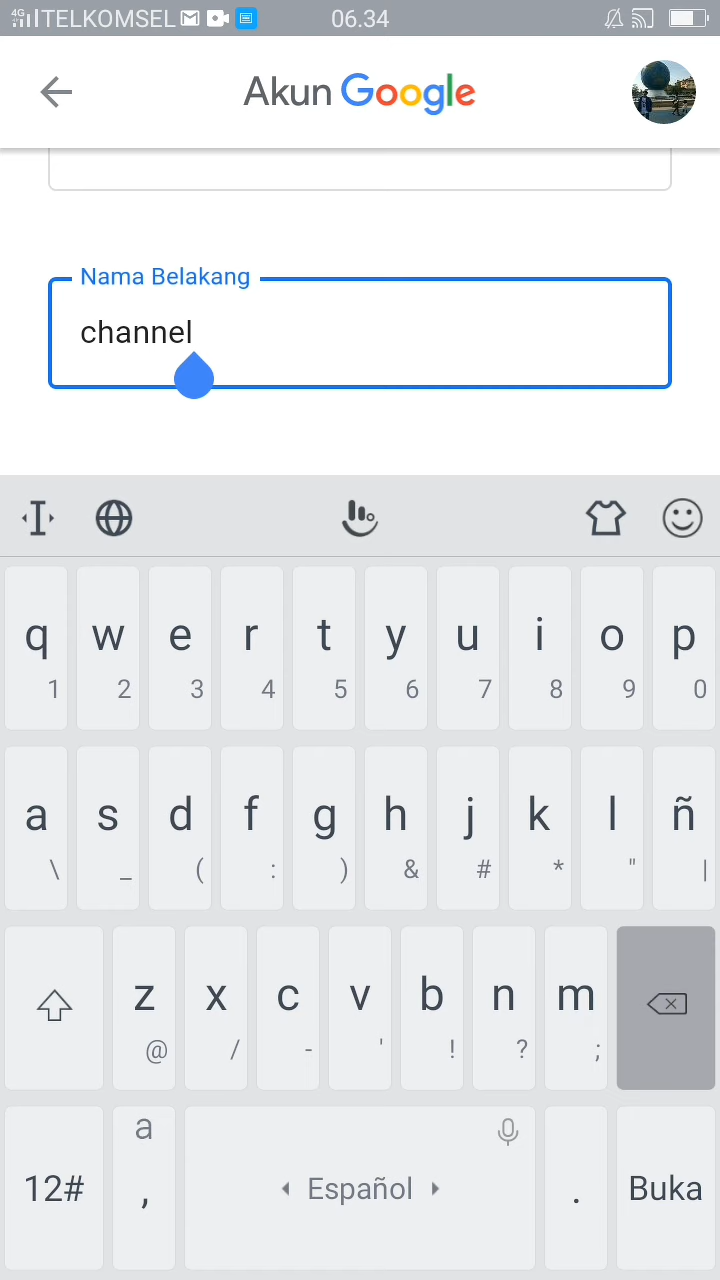 4G TELKOMSEL 06.34
Akun Google
Nama Belakang
channel
q w e r t y u i o p
1 2 3 4 5 6 7 8 9 0
a s d f g h j k l ñ
\ _ ( : ) & # * " |
z x c v b n m
@ / - ' ! ? ;
a
12# , Español . Buka